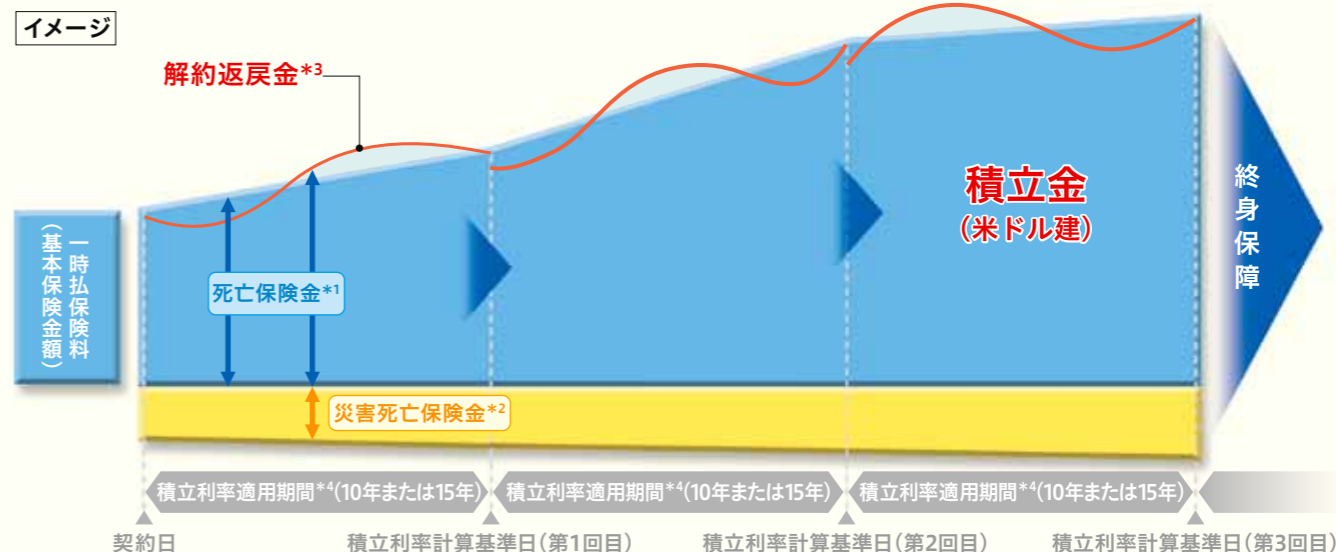 イメージ
解約返戻金*3
一時払保険料
(基本保険金額)
死亡保険金*1
災害死亡保険金*2
積立金
(米ドル建)
終身保障
積立利率適用期間*4(10年または15年)
積立利率適用期間*4(10年または15年)
積立利率適用期間*4(10年または15年)
契約日
積立利率計算基準日(第1回目)
積立利率計算基準日(第2回目)
積立利率計算基準日(第3回目)